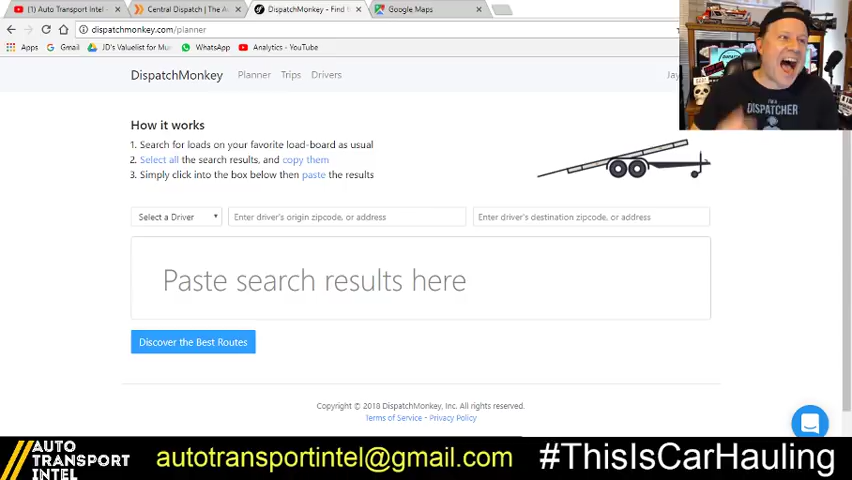 (1) Auto Transport Intel -
Central Dispatch | The A
DispatchMonkey - Find t
Google Maps
dispatchmonkey.com/planner
Apps
Gmail
JD's Valuelist for Mu
WhatsApp
Analytics - YouTube
DispatchMonkey
Planner
Trips
Drivers
Jay
How it works
1. Search for loads on your favorite load-board as usual
2. Select all the search results, and copy them
3. Simply click into the box below then paste the results
Select a Driver
Enter driver's origin zipcode, or address
Enter driver's destination zipcode, or address
Paste search results here
Discover the Best Routes
Copyright © 2018 DispatchMonkey, Inc. All rights reserved.
Terms of Service - Privacy Policy
I'M A
DISPATCHER
AUTO
TRANSPORT
INTEL
autotransportintel@gmail.com
#ThisIsCarHauling